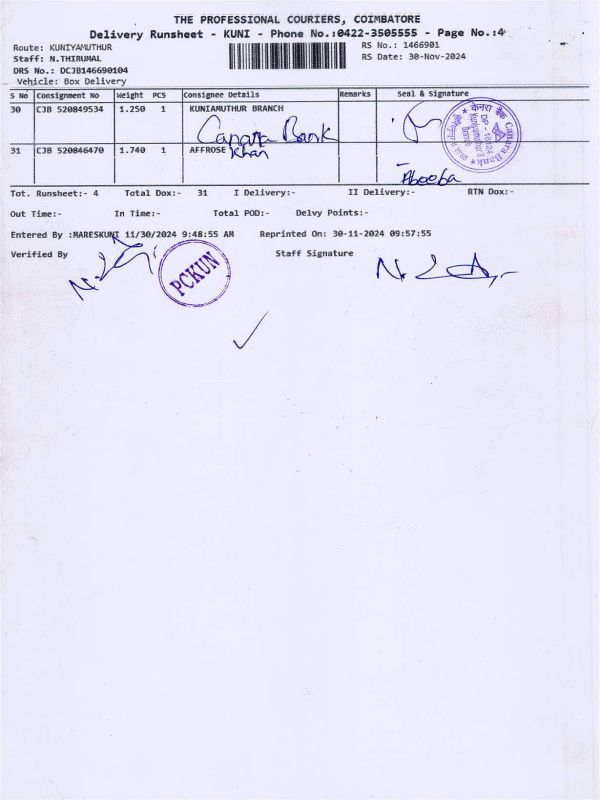 THE PROFESSIONAL COURIERS, COIMBATORE
Delivery Runsheet - KUNI - Phone No.:0422-3505555 - Page No.:4
Route: KUNIYAMUTHUR
RS No.: 1466901
Staff: N.THIRUMAL
RS Date: 30-Nov-2024
DRS No.: DCJB146690104
Vehicle: Box Delivery
S No Consignment No Weight PCS Consignee Details Remarks Seal & Signature
30 CJB 520849534 1.250 1 KUNIAMUTHUR BRANCH
Canara Bank
केनरा बैंक Canara Bank
31 CJB 520846470 1.740 1 AFFROSE
Khan
Tot. Runsheet:- 4 Total Dox:- 31 I Delivery:- II Delivery:- RTN Dox:-
Out Time:- In Time:- Total POD:- Delvy Points:-
Entered By :MARESKUNI 11/30/2024 9:48:55 AM Reprinted On: 30-11-2024 09:57:55
Verified By Staff Signature
PCKUN